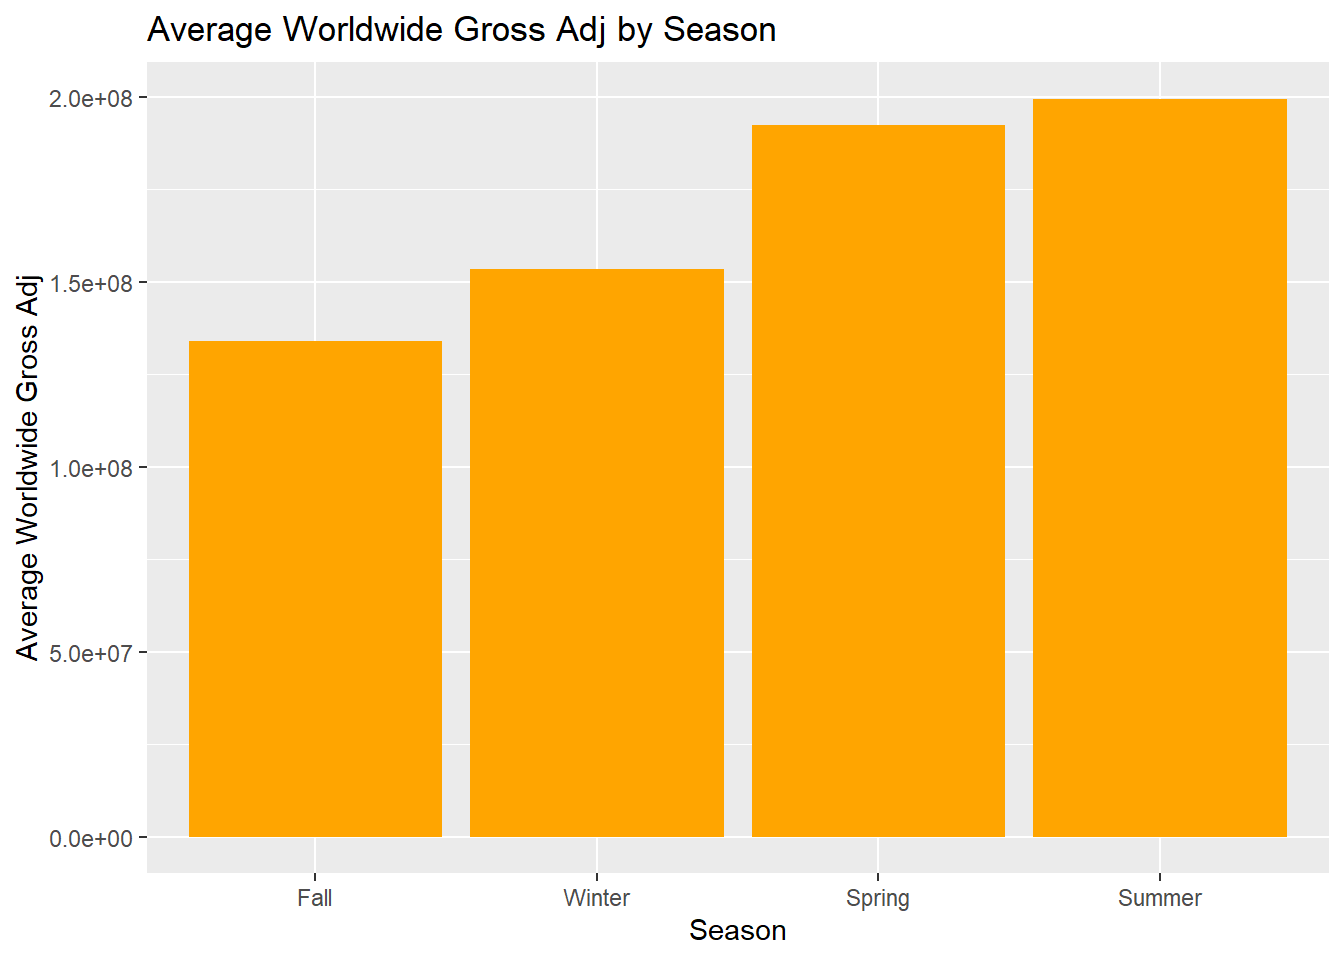 Average Worldwide Gross Adj by Season
Average Worldwide Gross Adj
2.0e+08
1.5e+08
1.0e+08
5.0e+07
0.0e+00
Fall Winter Spring Summer
Season